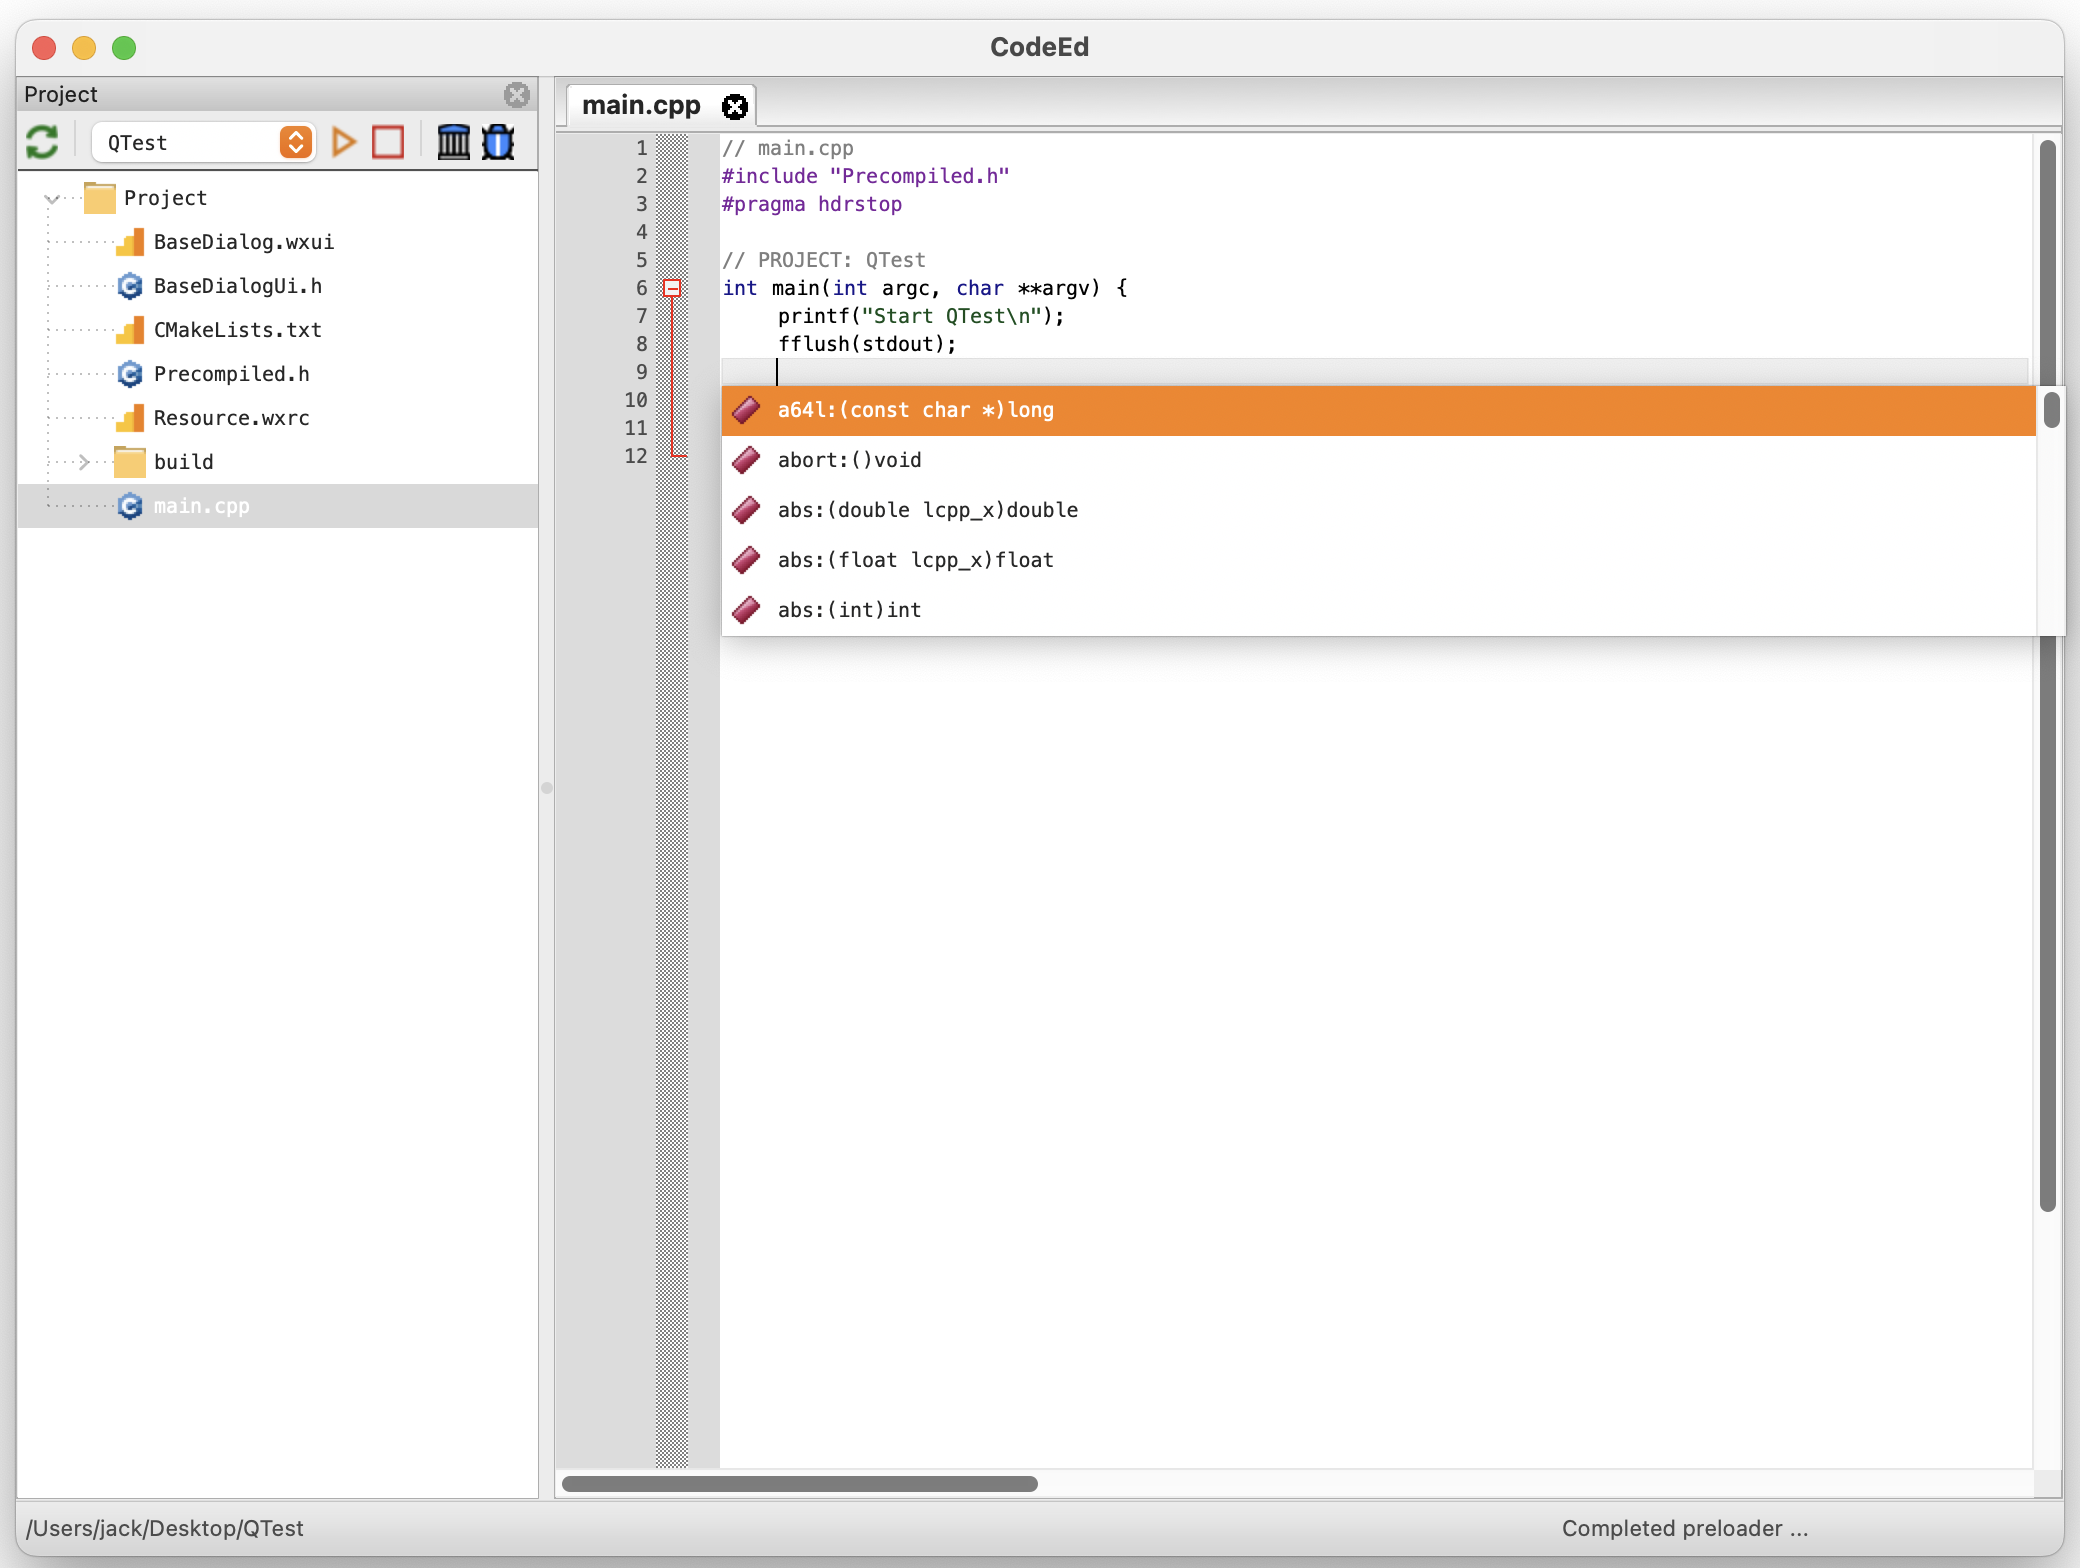 CodeEd
Project
QTest
Project
BaseDialog.wxui
BaseDialogUi.h
CMakeLists.txt
Precompiled.h
Resource.wxrc
build
main.cpp
main.cpp
1 // main.cpp
2 #include "Precompiled.h"
3 #pragma hdrstop
4
5 // PROJECT: QTest
6 int main(int argc, char **argv) {
7 printf("Start QTest\n");
8 fflush(stdout);
9
10
11
12
a64l:(const char *)long
abort:()void
abs:(double lcpp_x)double
abs:(float lcpp_x)float
abs:(int)int
/Users/jack/Desktop/QTest
Completed preloader ...